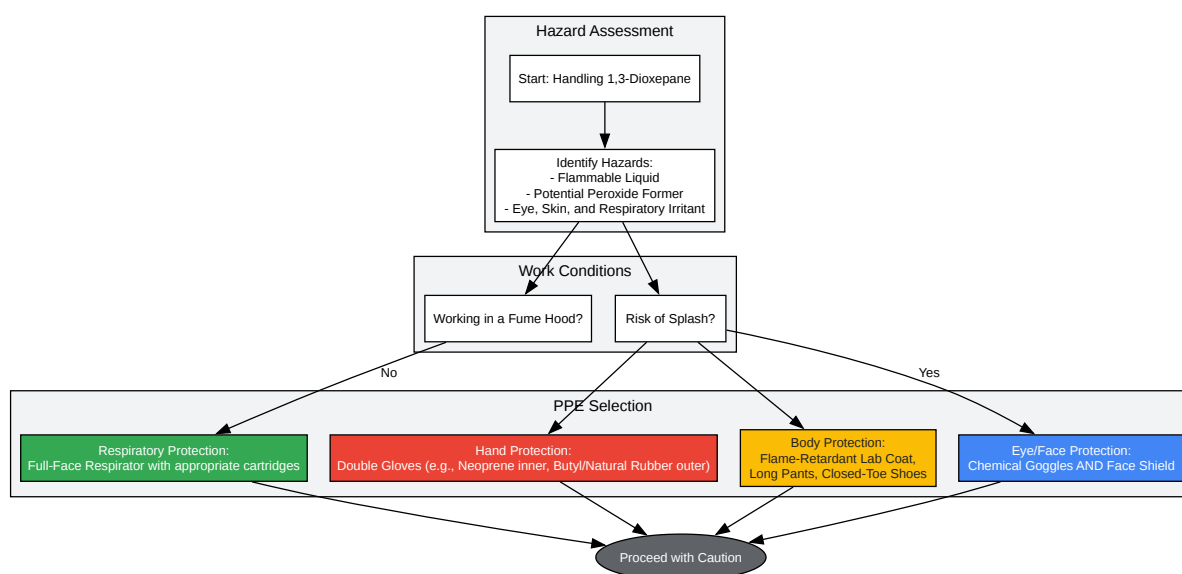 Hazard Assessment
Start: Handling 1,3-Dioxepane
Identify Hazards:
- Flammable Liquid
- Potential Peroxide Former
- Eye, Skin, and Respiratory Irritant
Work Conditions
Working in a Fume Hood?
Risk of Splash?
No
Yes
PPE Selection
Respiratory Protection:
Full-Face Respirator with appropriate cartridges
Hand Protection:
Double Gloves (e.g., Neoprene inner, Butyl/Natural Rubber outer)
Body Protection:
Flame-Retardant Lab Coat,
Long Pants, Closed-Toe Shoes
Eye/Face Protection:
Chemical Goggles AND Face Shield
Proceed with Caution